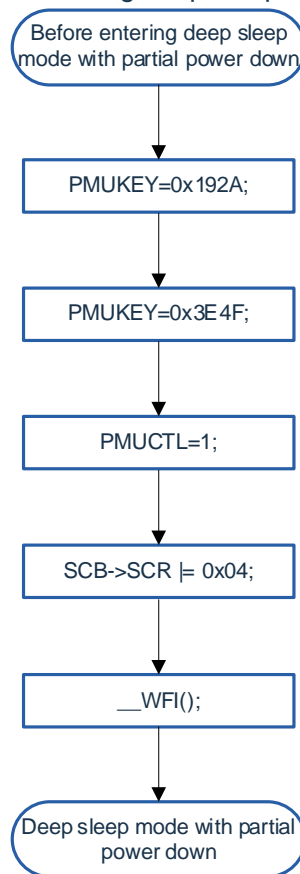 Before entering deep sleep
mode with partial power down
PMUKEY=0x192A;
PMUKEY=0x3E4F;
PMUCTL=1;
SCB->SCR |= 0x04;
__WFI();
Deep sleep mode with partial
power down